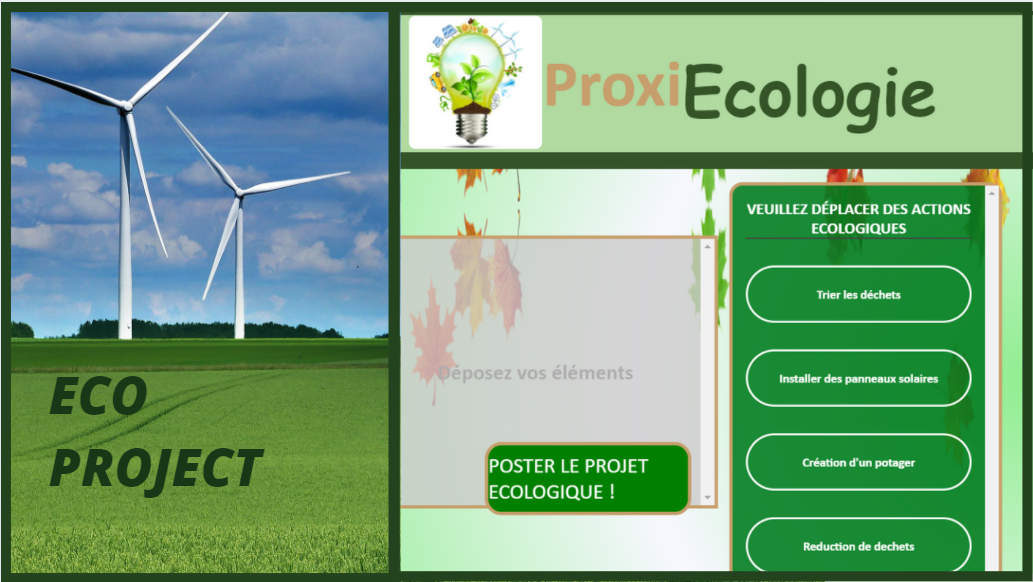 ProxiEcologie
VEUILLEZ DÉPLACER DES ACTIONS
ECOLOGIQUES
Trier les déchets
Installer des panneaux solaires
Déposez vos éléments
ECO
PROJECT
Création d'un potager
POSTER LE PROJET
ECOLOGIQUE !
Reduction de dechets